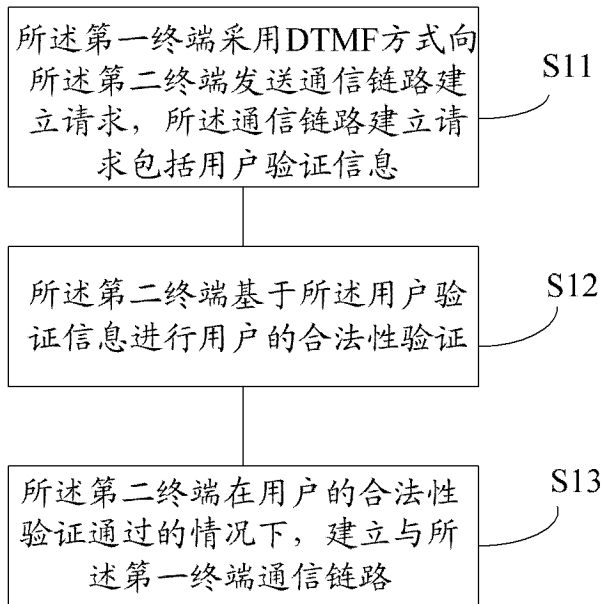 所述第一终端采用DTMF方式向
所述第二终端发送通信链路建
立请求，所述通信链路建立请
求包括用户验证信息
S11
所述第二终端基于所述用户验
证信息进行用户的合法性验证
S12
所述第二终端在用户的合法性
验证通过的情况下，建立与所
述第一终端通信链路
S13